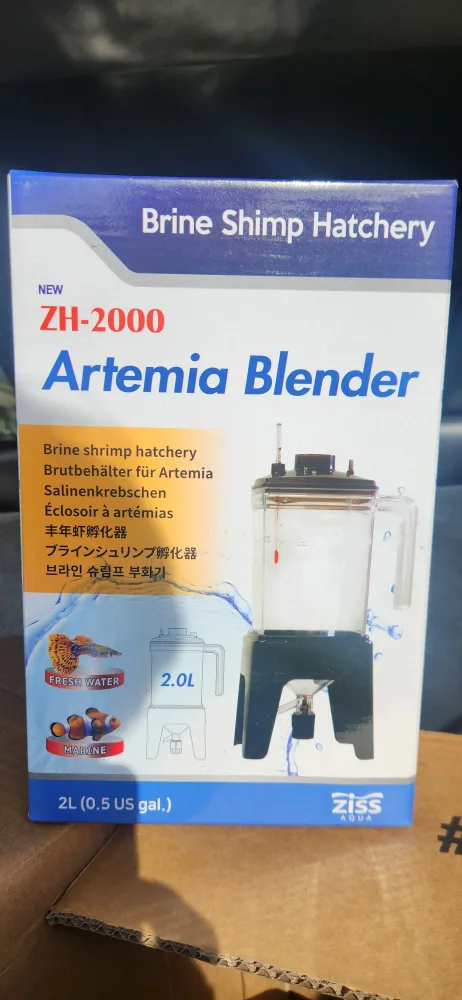 Brine Shimp Hatchery
NEW
ZH-2000
Artemia Blender
Brine shrimp hatchery
Brutbehälter für Artemia
Salinenkrebschen
Éclosoir à artémias
丰年虾孵化器
ブラインシュリンプ孵化器
브라인 슈림프 부화기
FRESH WATER
2.0L
MARINE
2L (0.5 US gal.)
ziss
AQUA
#